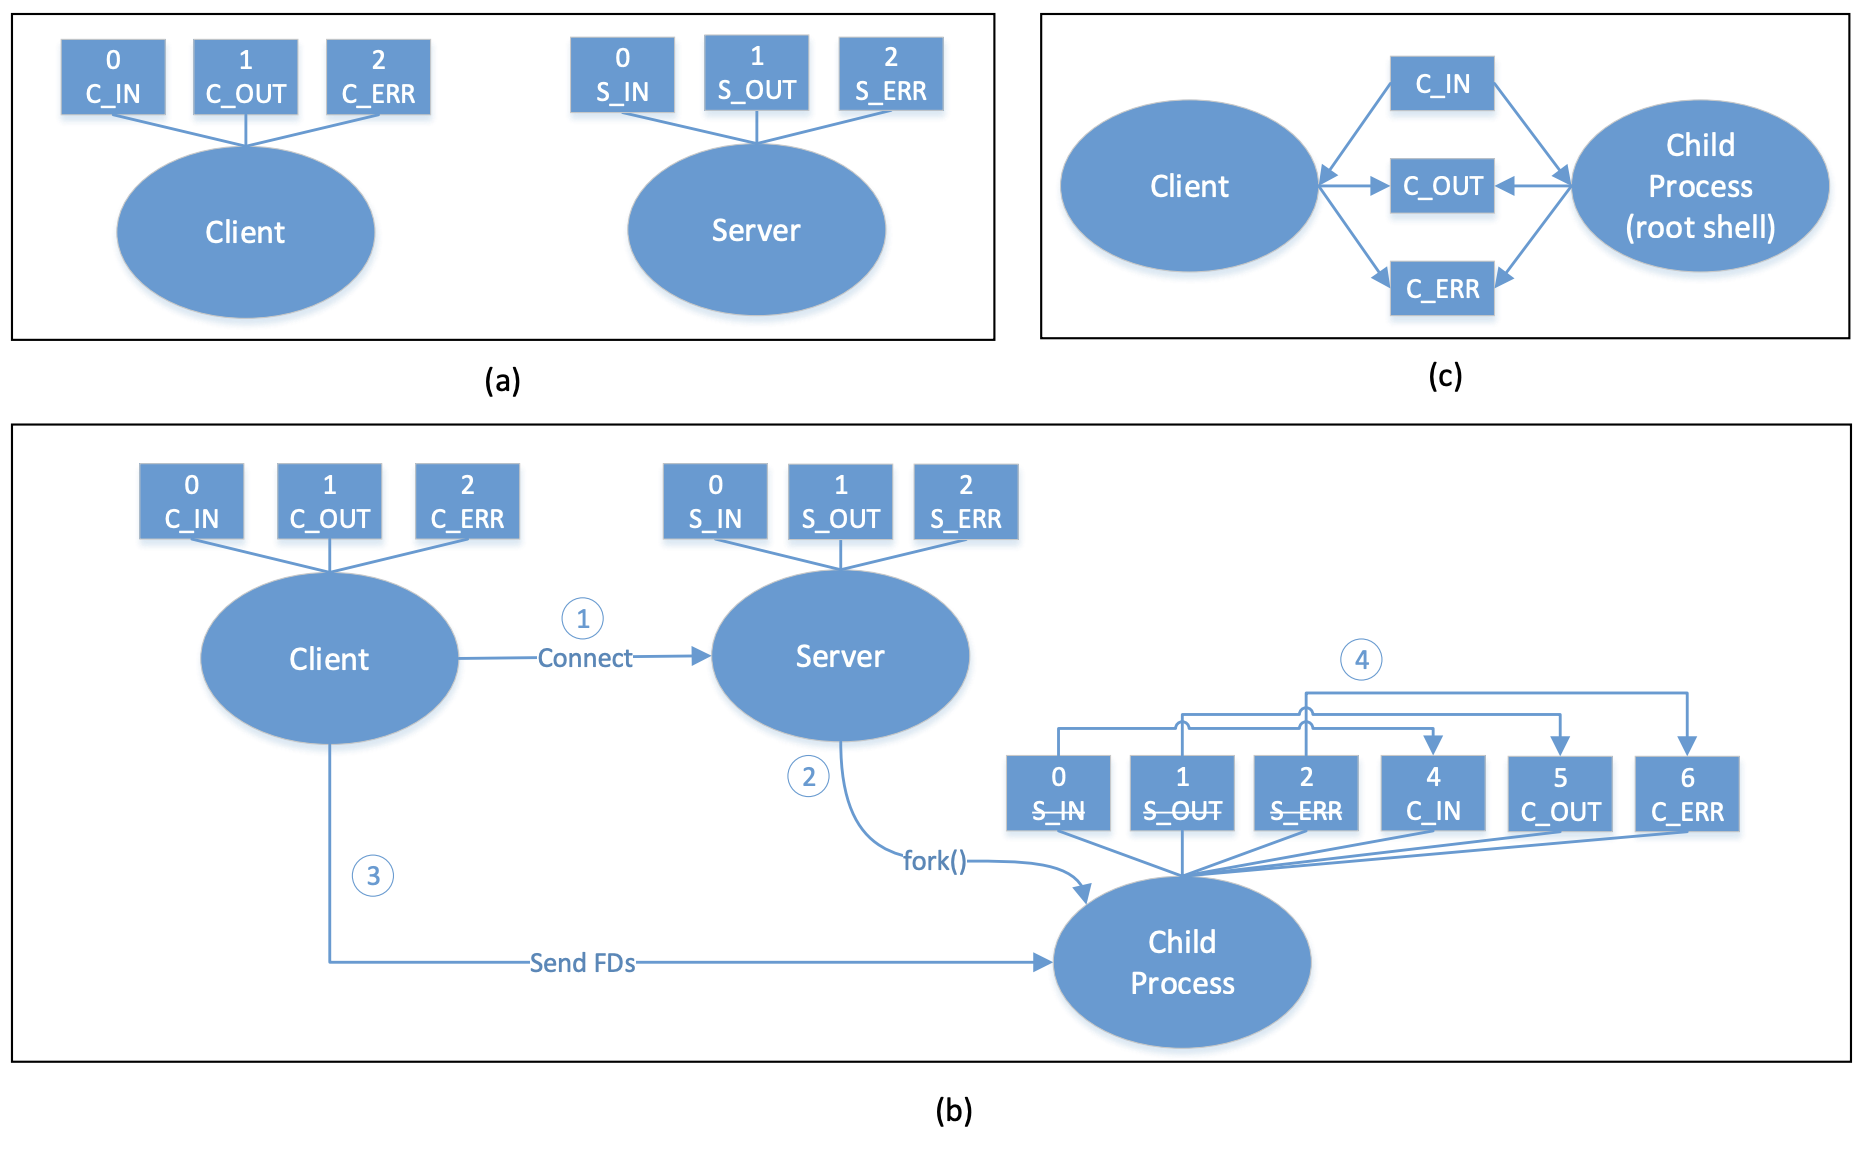 0
C_IN
1
C_OUT
2
C_ERR
0
S_IN
1
S_OUT
2
S_ERR
Client
Server
(a)
C_IN
C_OUT
C_ERR
Client
Child
Process
(root shell)
(c)
0
C_IN
1
C_OUT
2
C_ERR
0
S_IN
1
S_OUT
2
S_ERR
Client
1
Connect
Server
2
fork()
3
Send FDs
4
0
S_IN
1
S_OUT
2
S_ERR
4
C_IN
5
C_OUT
6
C_ERR
Child
Process
(b)